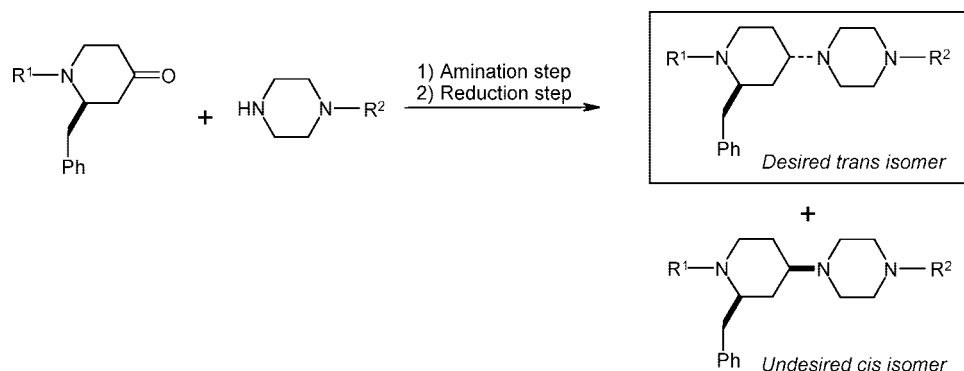 R¹ N O
Ph
+
HN N R²
1) Amination step
2) Reduction step
R¹ N N N R²
Ph
Desired trans isomer
+
R¹ N N N R²
Ph
Undesired cis isomer